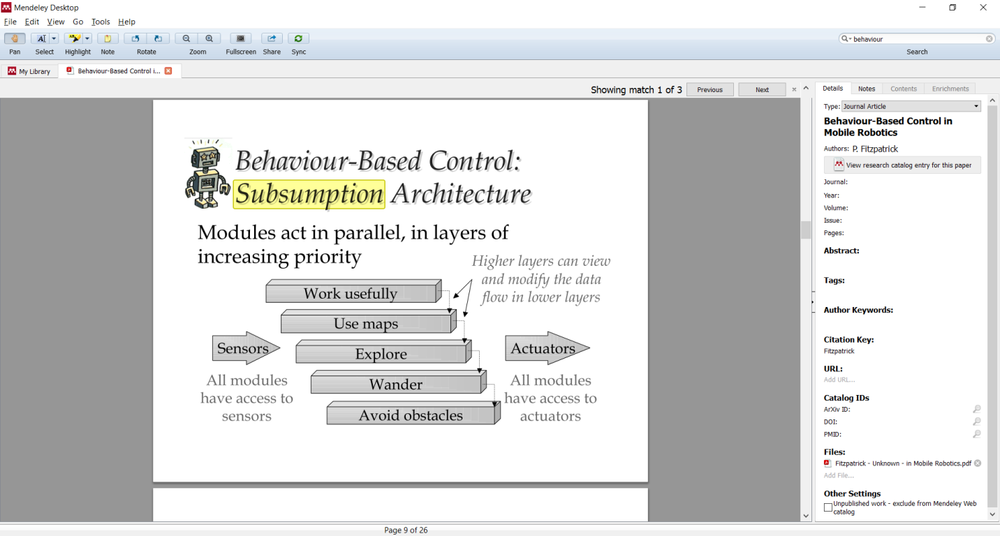 Mendeley Desktop
File Edit View Go Tools Help
behaviour
Pan Select Highlight Note Rotate Zoom Fullscreen Share Sync Search
My Library Behaviour-Based Control i...
Showing match 1 of 3 Previous Next
Behaviour-Based Control:
Subsumption Architecture
Modules act in parallel, in layers of
increasing priority
Higher layers can view
and modify the data
flow in lower layers
Work usefully
Use maps
Sensors
Explore
Actuators
Wander
Avoid obstacles
All modules
have access to
sensors
All modules
have access to
actuators
Page 9 of 26
Details Notes Contents Enrichments
Type: Journal Article
Behaviour-Based Control in
Mobile Robotics
Authors: P. Fitzpatrick
View research catalog entry for this paper
Journal:
Year:
Volume:
Issue:
Pages:
Abstract:
Tags:
Author Keywords:
Citation Key:
Fitzpatrick
URL:
Add URL...
Catalog IDs
ArXiv ID:
DOI:
PMID:
Files:
Fitzpatrick - Unknown - in Mobile Robotics.pdf
Add File...
Other Settings
Unpublished work - exclude from Mendeley Web
catalog